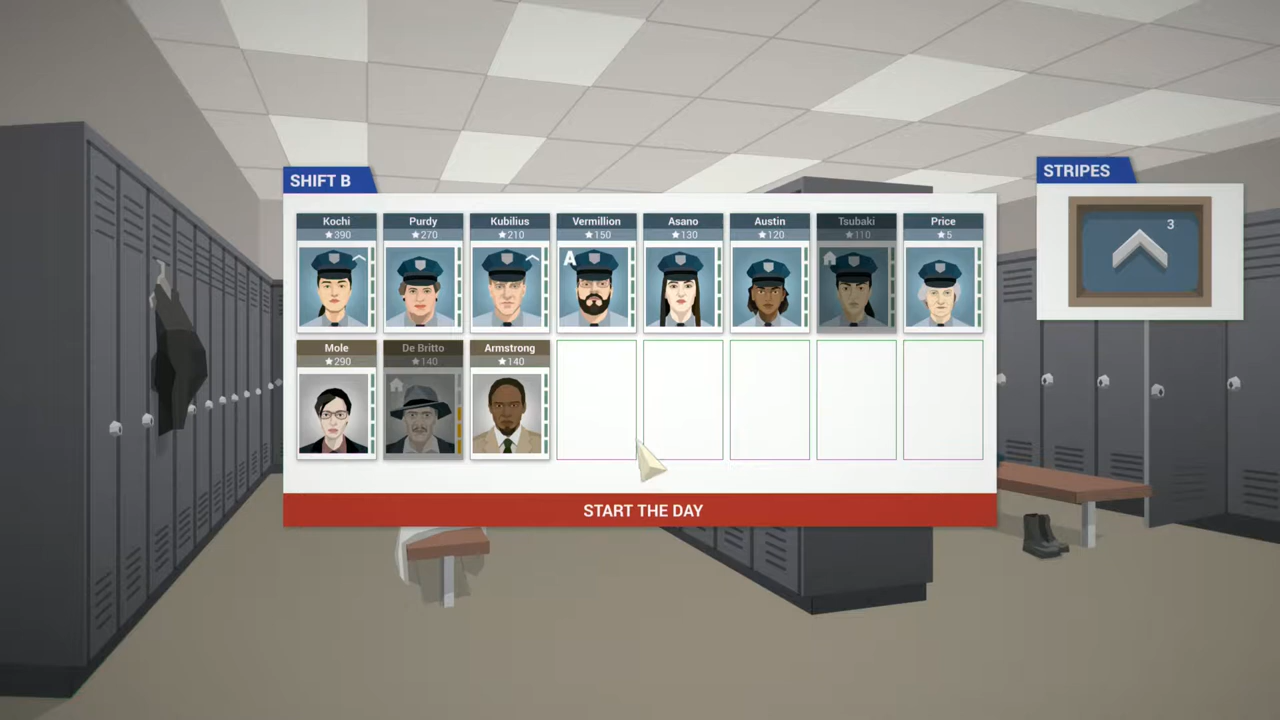 SHIFT B
STRIPES
3
Kochi Purdy Kubilius Vermillion Asano Austin Tsubaki Price
★390 ★270 ★210 ★150 ★130 ★120 ★110 ★5
A
Mole De Britto Armstrong
★290 ★140 ★140
START THE DAY